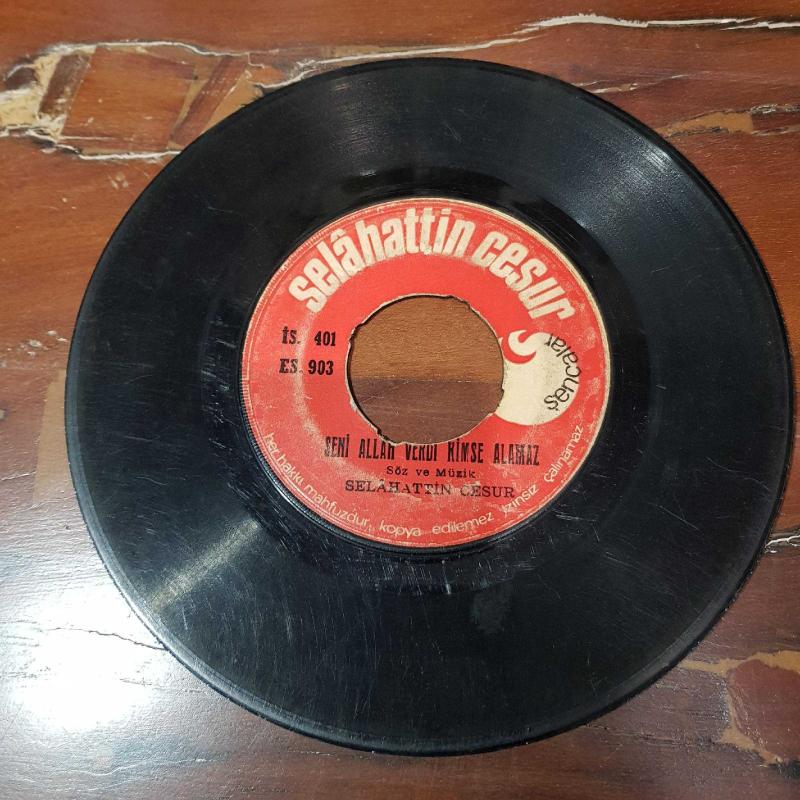 selâhattin cesur
İS. 401
ES. 903
şencalar
SENİ ALLAH VERDİ KİMSE ALAMAZ
Söz ve Müzik
SELÂHATTİN CESUR
her hakkı mahfuzdur, kopya edilemez izinsiz çalınamaz